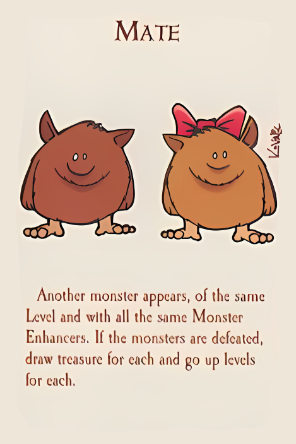 MATE
Kovalic
Another monster appears, of the same
Level and with all the same Monster
Enhancers. If the monsters are defeated,
draw treasure for each and go up levels
for each.